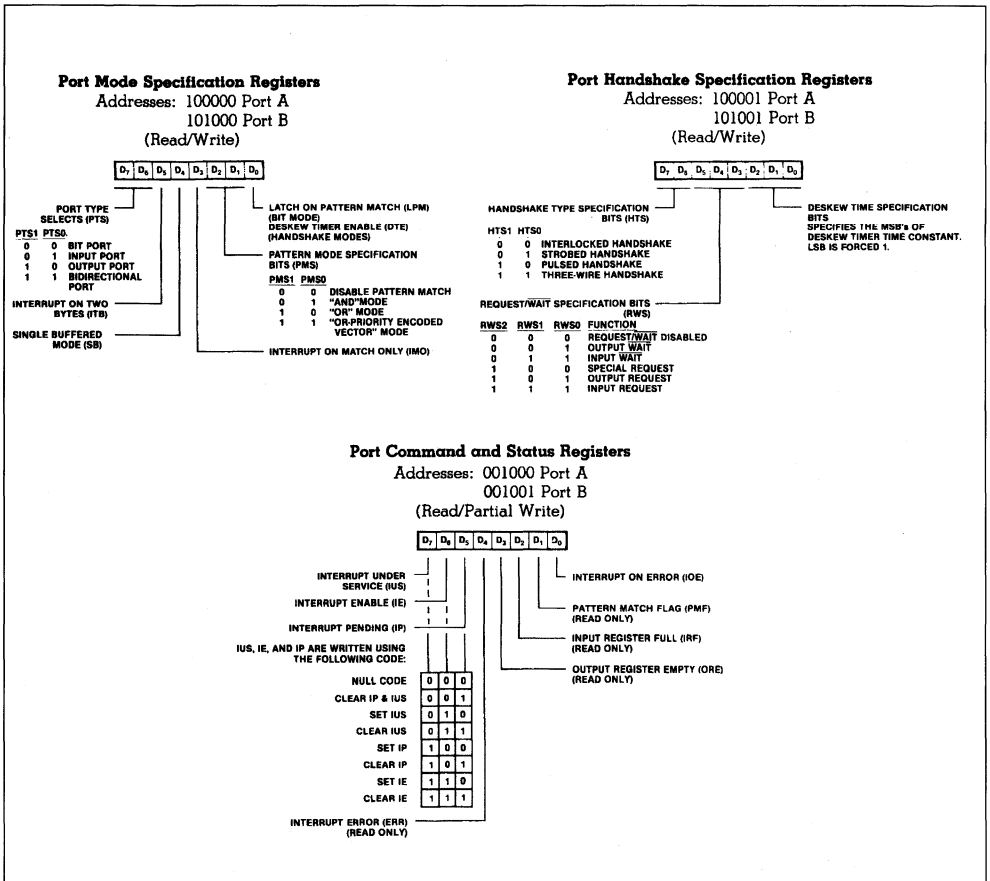 Port Mode Specification Registers
Addresses: 100000 Port A
101000 Port B
(Read/Write)
D7 D6 D5 D4 D3 D2 D1 D0
PORT TYPE
SELECTS (PTS)
PTS1 PTS0.
0 0 BIT PORT
0 1 INPUT PORT
1 0 OUTPUT PORT
1 1 BIDIRECTIONAL
PORT
INTERRUPT ON TWO
BYTES (ITB)
SINGLE BUFFERED
MODE (SB)
LATCH ON PATTERN MATCH (LPM)
(BIT MODE)
DESKEW TIMER ENABLE (DTE)
(HANDSHAKE MODES)
PATTERN MODE SPECIFICATION
BITS (PMS)
PMS1 PMS0
0 0 DISABLE PATTERN MATCH
0 1 "AND"MODE
1 0 "OR" MODE
1 1 "OR-PRIORITY ENCODED
VECTOR" MODE
INTERRUPT ON MATCH ONLY (IMO)
Port Handshake Specification Registers
Addresses: 100001 Port A
101001 Port B
(Read/Write)
D7 D6 D5 D4 D3 D2 D1 D0
HANDSHAKE TYPE SPECIFICATION
BITS (HTS)
HTS1 HTS0
0 0 INTERLOCKED HANDSHAKE
0 1 STROBED HANDSHAKE
1 0 PULSED HANDSHAKE
1 1 THREE-WIRE HANDSHAKE
REQUEST/WAIT SPECIFICATION BITS
(RWS)
RWS2 RWS1 RWS0 FUNCTION
0 0 0 REQUEST/WAIT DISABLED
0 0 1 OUTPUT WAIT
0 1 1 INPUT WAIT
1 0 0 SPECIAL REQUEST
1 0 1 OUTPUT REQUEST
1 1 1 INPUT REQUEST
DESKEW TIME SPECIFICATION
BITS
SPECIFIES THE MSB's OF
DESKEW TIMER TIME CONSTANT.
LSB IS FORCED 1.
Port Command and Status Registers
Addresses: 001000 Port A
001001 Port B
(Read/Partial Write)
D7 D6 D5 D4 D3 D2 D1 D0
INTERRUPT UNDER
SERVICE (IUS)
INTERRUPT ENABLE (IE)
INTERRUPT PENDING (IP)
IUS, IE, AND IP ARE WRITTEN USING
THE FOLLOWING CODE:
NULL CODE 0 0 0
CLEAR IP & IUS 0 0 1
SET IUS 0 1 0
CLEAR IUS 0 1 1
SET IP 1 0 0
CLEAR IP 1 0 1
SET IE 1 1 0
CLEAR IE 1 1 1
INTERRUPT ERROR (ERR)
(READ ONLY)
INTERRUPT ON ERROR (IOE)
PATTERN MATCH FLAG (PMF)
(READ ONLY)
INPUT REGISTER FULL (IRF)
(READ ONLY)
OUTPUT REGISTER EMPTY (ORE)
(READ ONLY)